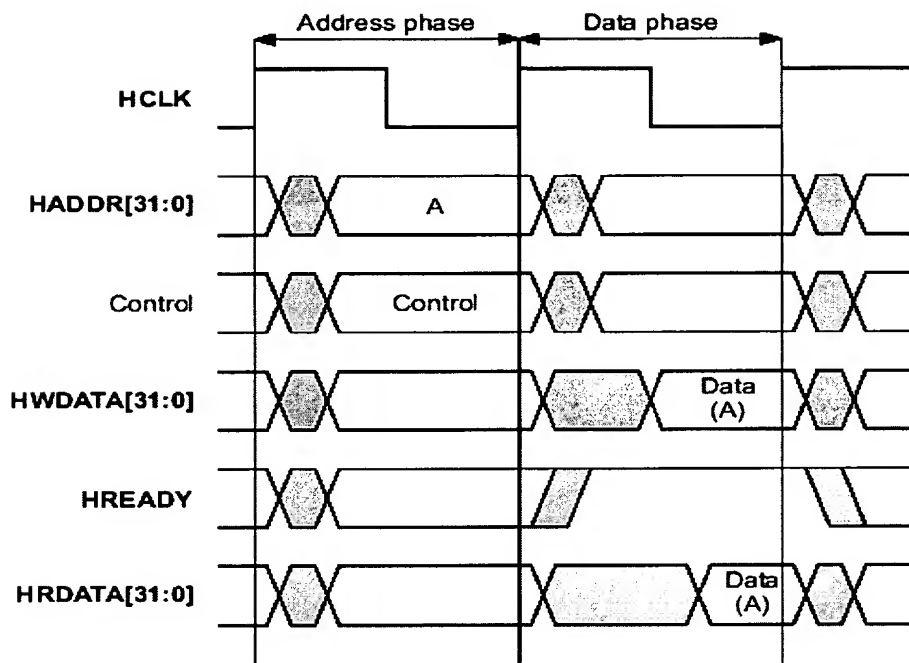 Address phase Data phase
HCLK
HADDR[31:0] A
Control Control
HWDATA[31:0] Data
(A)
HREADY
HRDATA[31:0] Data
(A)